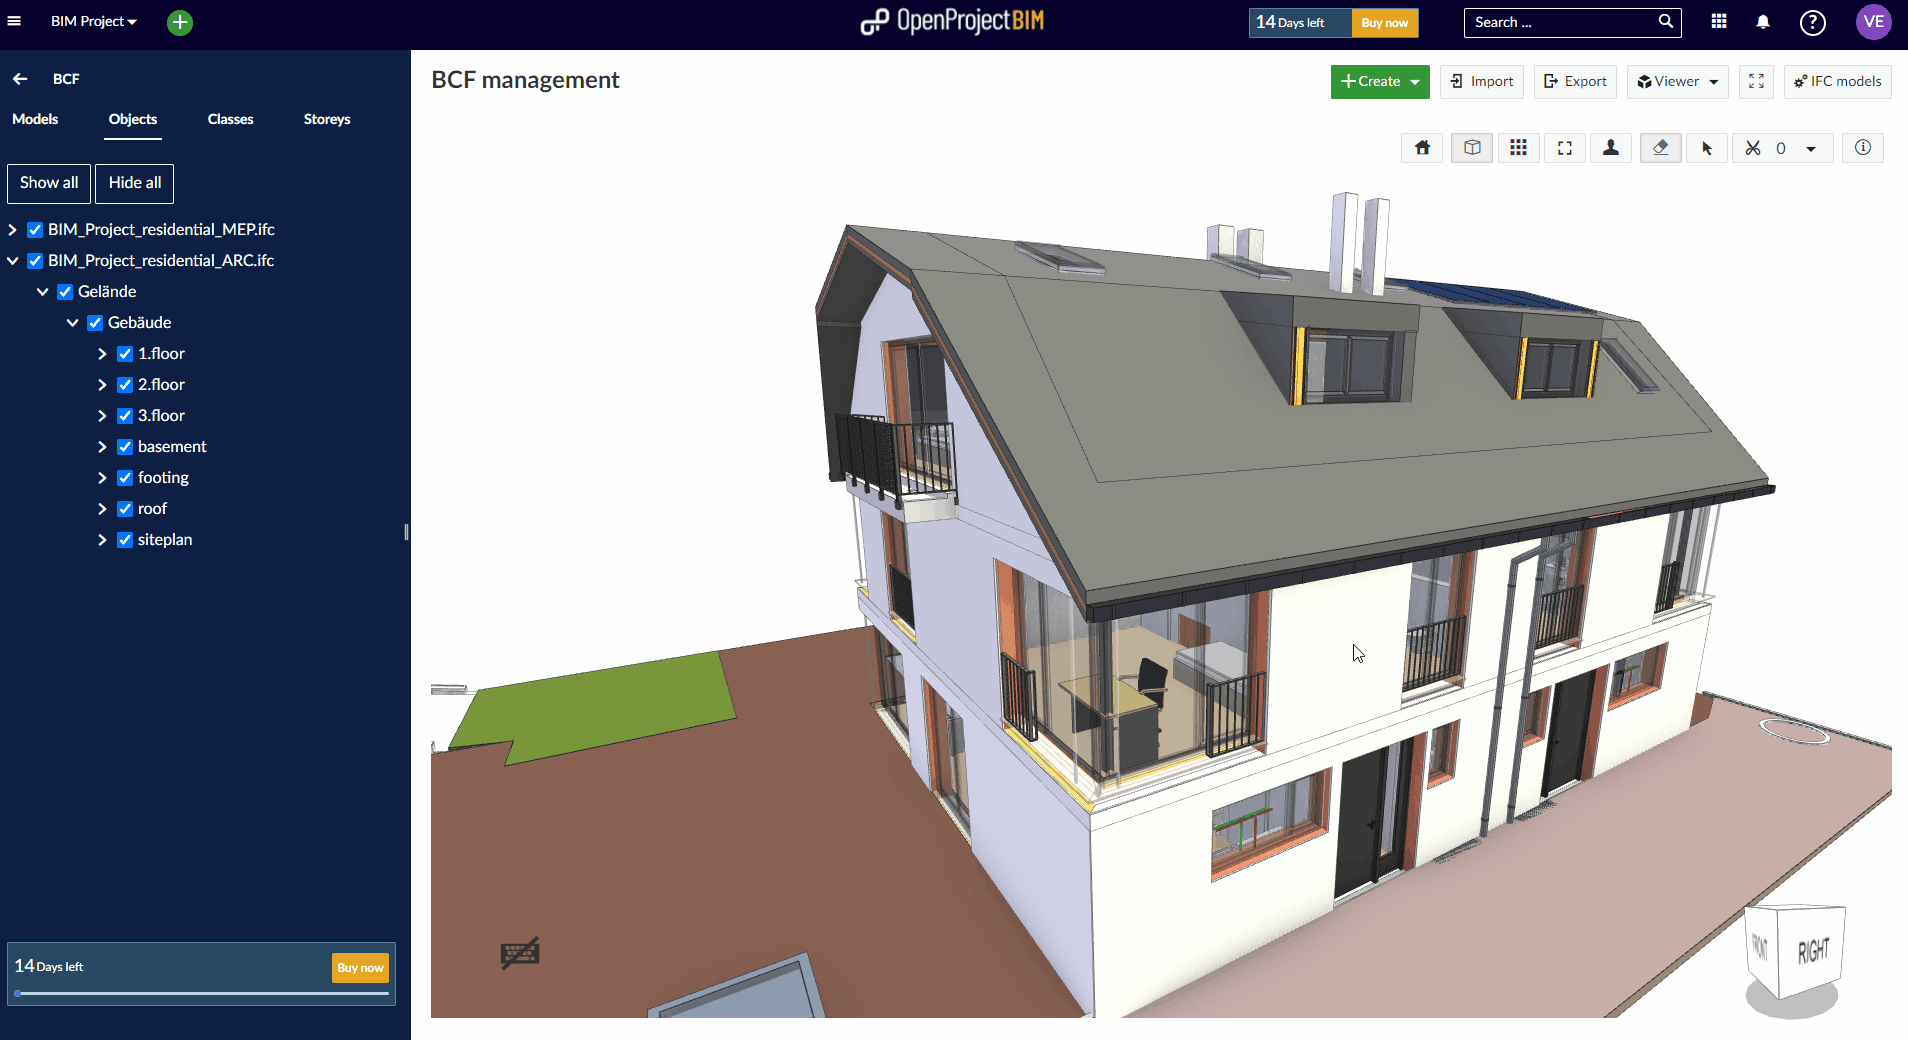 BIM Project
OpenProjectBIM
14 Days left
Buy now
Search ...
?
VE
BCF
Models
Objects
Classes
Storeys
Show all
Hide all
BIM_Project_residential_MEP.ifc
BIM_Project_residential_ARC.ifc
Gelände
Gebäude
1.floor
2.floor
3.floor
basement
footing
roof
siteplan
14 Days left
Buy now
BCF management
Create
Import
Export
Viewer
IFC models
0
FRONT
RIGHT